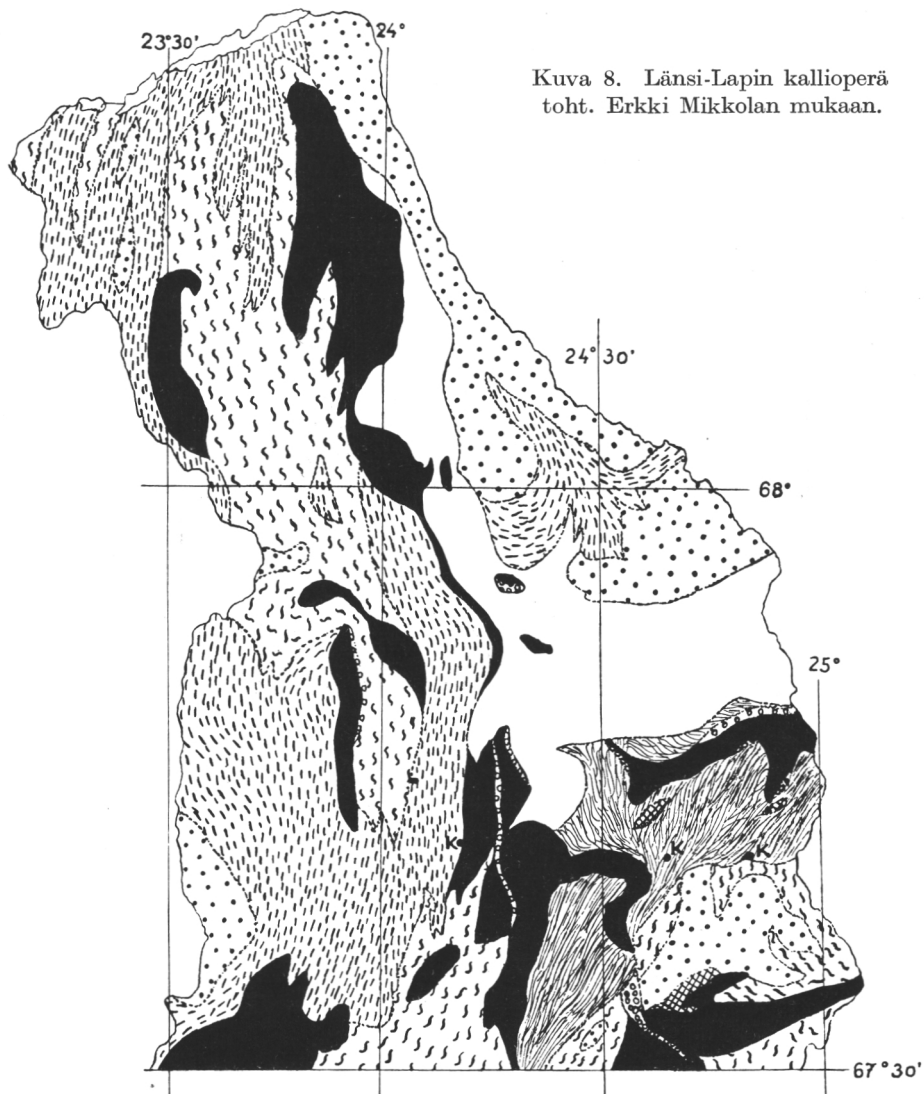 23°30'
24°
Kuva 8. Länsi-Lapin kallioperä
toht. Erkki Mikkolan mukaan.
24°30'
68°
25°
K
K
K
67°30'